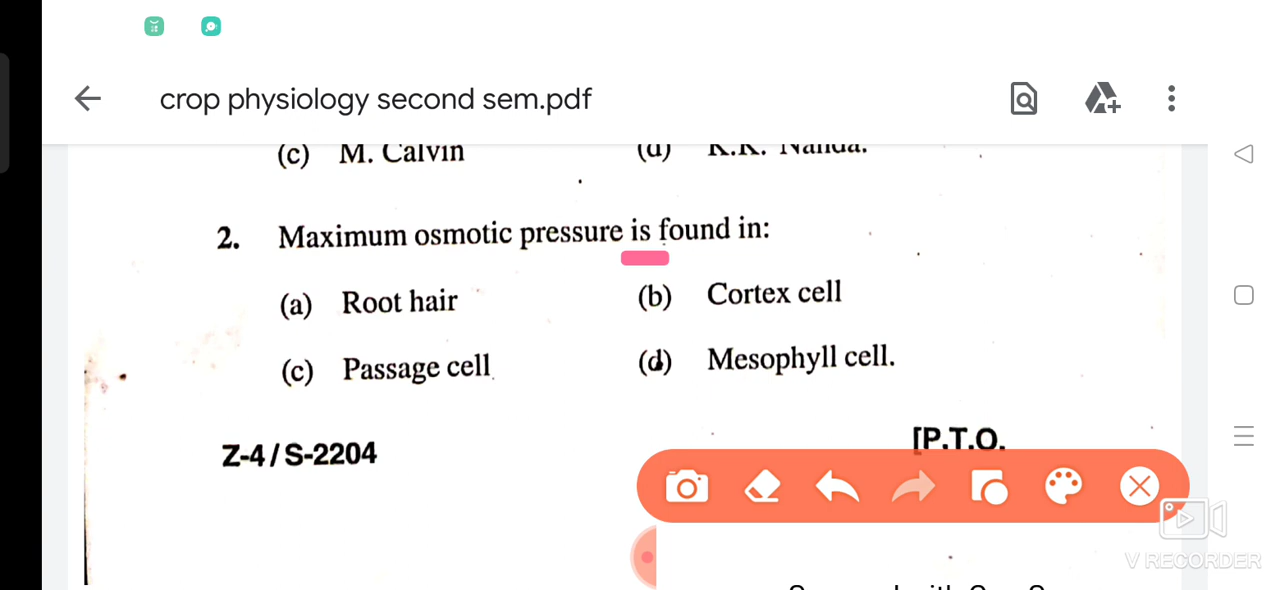 crop physiology second sem.pdf
(c) M. Calvin (d) K.K. Nanda.
2. Maximum osmotic pressure is found in:
(a) Root hair (b) Cortex cell
(c) Passage cell (d) Mesophyll cell.
Z-4/S-2204 [P.T.O.
V RECORDER